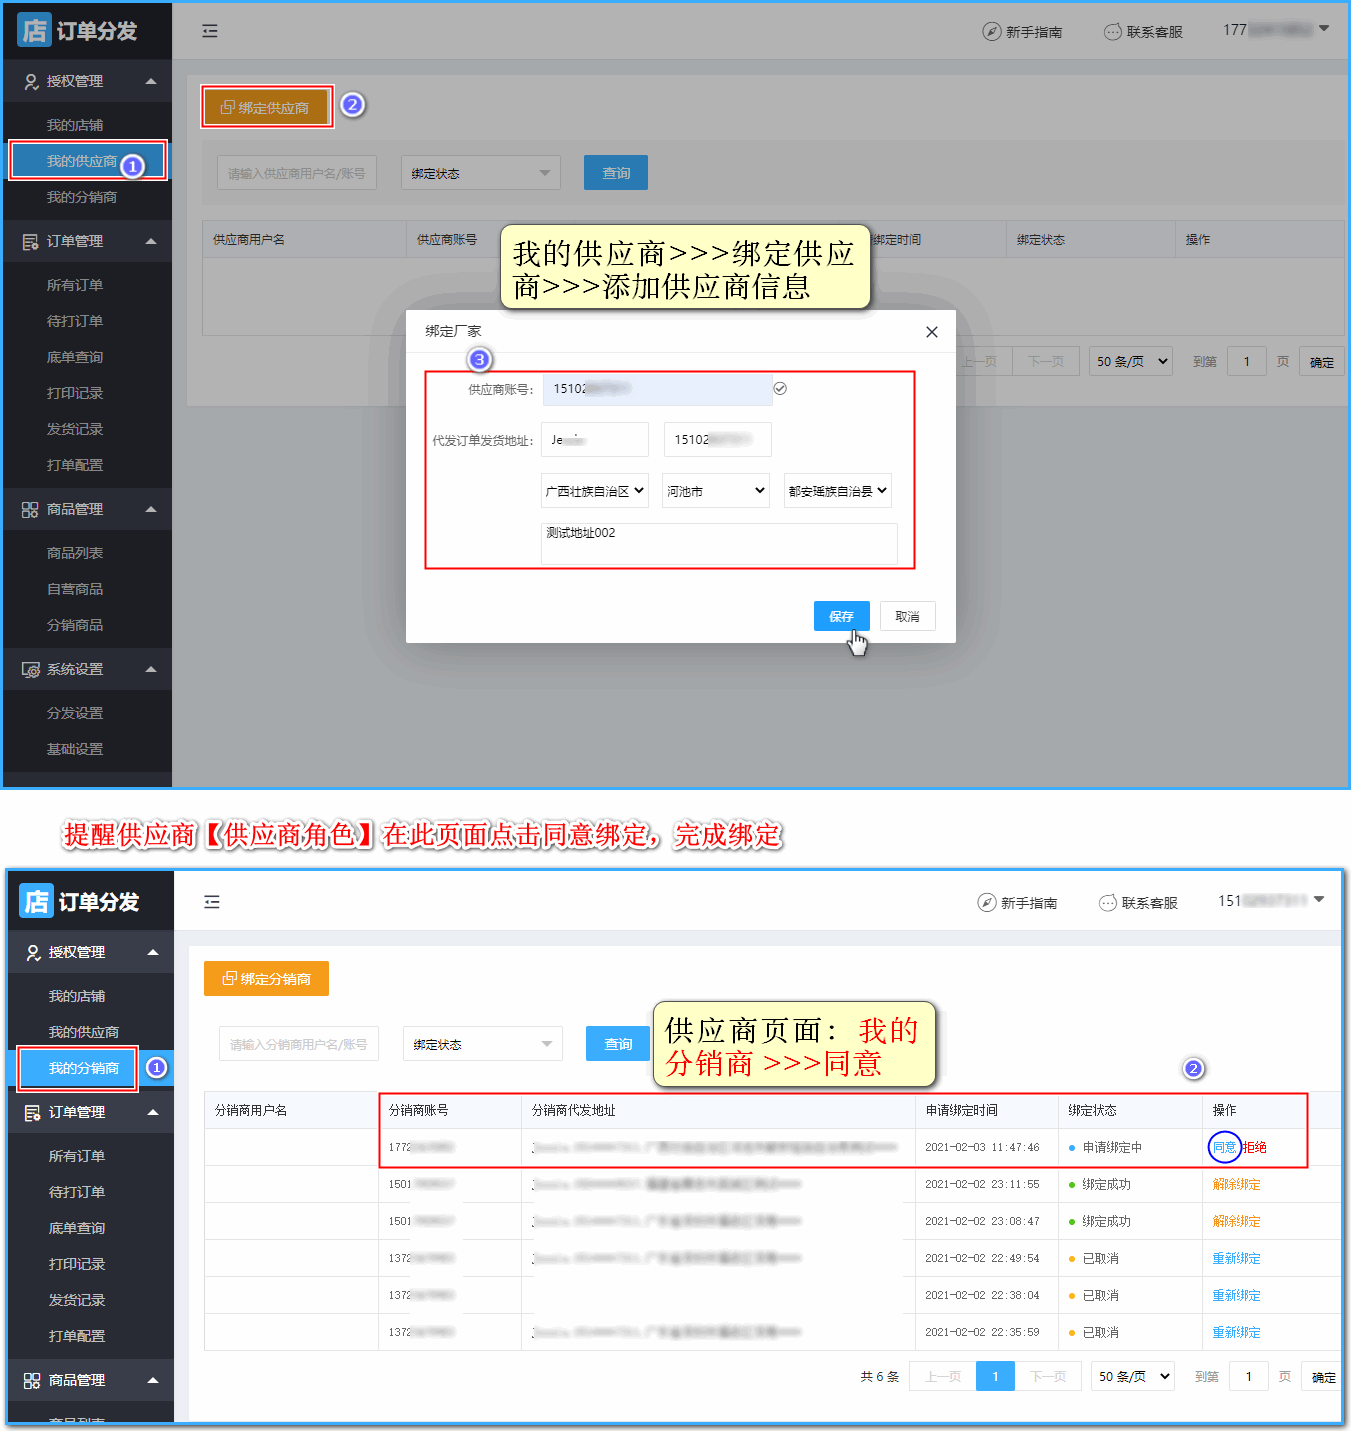 店 订单分发
新手指南 联系客服 177
授权管理
我的店铺
我的供应商 1
我的分销商
订单管理
所有订单
待打订单
底单查询
打印记录
发货记录
打单配置
商品管理
商品列表
自营商品
分销商品
系统设置
分发设置
基础设置
绑定供应商 2
请输入供应商用户名/账号 绑定状态 查询
供应商用户名 供应商账号 绑定时间 绑定状态 操作
我的供应商>>>绑定供应
商>>>添加供应商信息
上一页 下一页 50 条/页 到第 1 页 确定
绑定厂家
3
供应商账号: 15102
代发订单发货地址: Je 15102
广西壮族自治区 河池市 都安瑶族自治县
测试地址002
保存 取消
提醒供应商【供应商角色】在此页面点击同意绑定，完成绑定
店 订单分发
新手指南 联系客服 151
授权管理
我的店铺
我的供应商
我的分销商 1
订单管理
所有订单
待打订单
底单查询
打印记录
发货记录
打单配置
商品管理
商品列表
绑定分销商
请输入分销商用户名/账号 绑定状态 查询
供应商页面：我的
分销商 >>>同意
2
分销商用户名 分销商账号 分销商代发地址 申请绑定时间 绑定状态 操作
1772 2021-02-03 11:47:46 申请绑定中 同意 拒绝
1501 2021-02-02 23:11:55 绑定成功 解除绑定
1501 2021-02-02 23:08:47 绑定成功 解除绑定
1372 2021-02-02 22:49:54 已取消 重新绑定
1372 2021-02-02 22:38:04 已取消 重新绑定
1372 2021-02-02 22:35:59 已取消 重新绑定
共 6 条 上一页 1 下一页 50 条/页 到第 1 页 确定